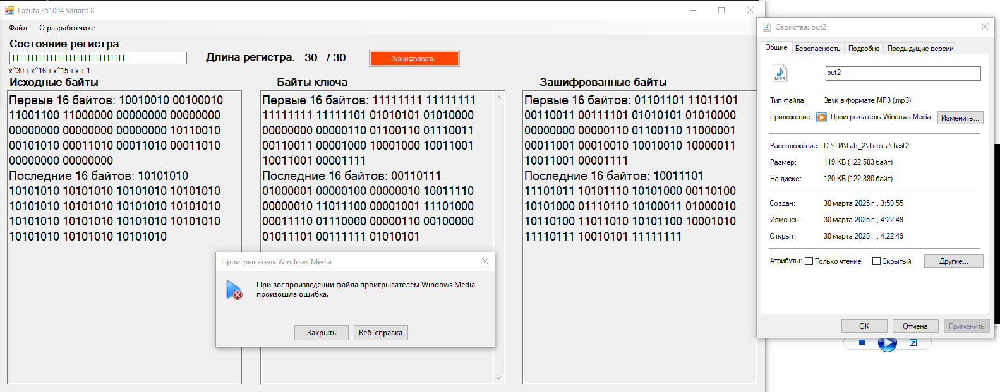 Lazuta 351004 Variant 8
Файл О разработчике
Состояние регистра
111111111111111111111111111111
Длина регистра: 30 / 30
Зашифровать
x^30 + x^16 + x^15 + x + 1
Исходные байты
Первые 16 байтов: 10010010 00100010
11001100 11000000 00000000 00000000
00000000 00000000 00000000 10110010
00101010 00011010 00011010 00011010
00000000 00000000
Последние 16 байтов: 10101010
10101010 10101010 10101010 10101010
10101010 10101010 10101010 10101010
10101010 10101010 10101010 10101010
10101010 10101010 10101010
Байты ключа
Первые 16 байтов: 11111111 11111111
11111111 11111101 01010101 01010000
00000000 00000110 01100110 01110011
00110011 00001000 10001000 10011001
10011001 00001111
Последние 16 байтов: 00110111
01000001 00000100 00000010 10011110
00000010 11011100 00001001 11101000
00011110 01110000 00000110 00100000
01011101 00111111 01010101
Зашифрованные байты
Первые 16 байтов: 01101101 11011101
00110011 00111101 01010101 01010000
00000000 00000110 01100110 11000001
00011001 00010010 10010010 10000011
10011001 00001111
Последние 16 байтов: 10011101
11101011 10101110 10101000 00110100
10101000 01110110 10100011 01000010
10110100 11011010 10101100 10001010
11110111 10010101 11111111
Проигрыватель Windows Media
При воспроизведении файла проигрывателем Windows Media
произошла ошибка.
Закрыть Веб-справка
Свойства: out2
Общие Безопасность Подробно Предыдущие версии
MP3
out2
Тип файла: Звук в формате MP3 (.mp3)
Приложение: Проигрыватель Windows Media Изменить...
Расположение: D:\ТИ\Lab_2\Тесты\Test2
Размер: 119 КБ (122 583 байт)
На диске: 120 КБ (122 880 байт)
Создан: 30 марта 2025 г., 3:59:55
Изменен: 30 марта 2025 г., 4:22:49
Открыт: 30 марта 2025 г., 4:22:49
Атрибуты: Только чтение Скрытый Другие...
OK Отмена Применить